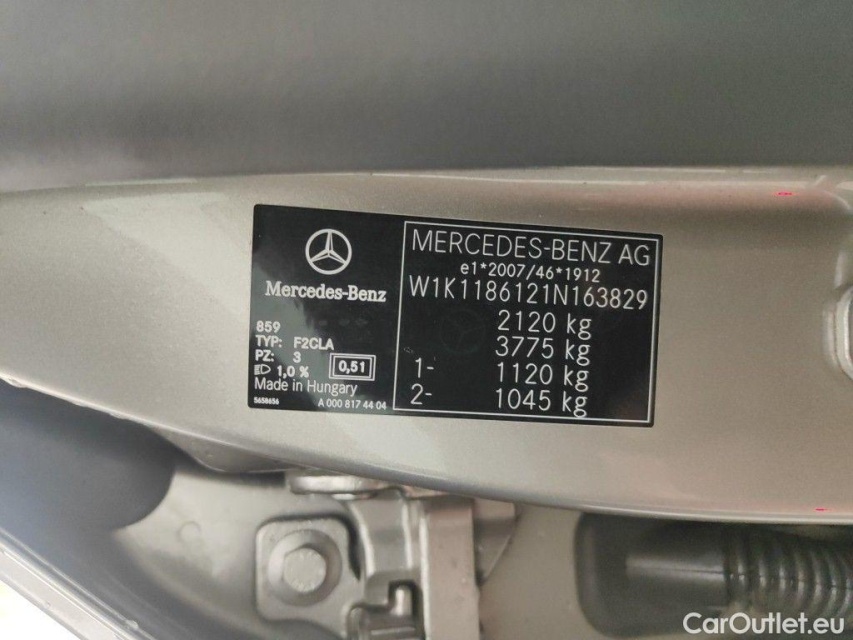 Mercedes-Benz
859
TYP: F2CLA
PZ: 3
1,0 % 0,51
Made in Hungary
5658656 A 000 817 44 04
MERCEDES-BENZ AG
e1*2007/46*1912
W1K1186121N163829
2120 kg
3775 kg
1- 1120 kg
2- 1045 kg
CarOutlet.eu